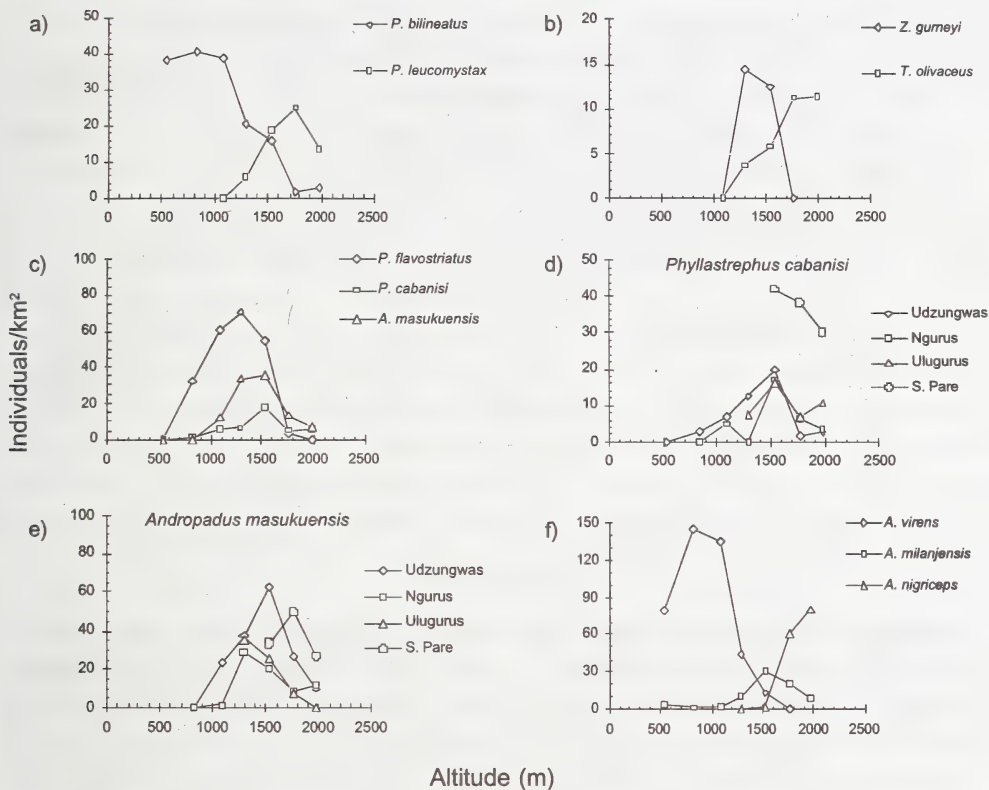 a)
50
40
30
20
10
0
0 500 1000 1500 2000 2500
P. bilineatus
P. leucomystax
b)
20
15
10
5
0
0 500 1000 1500 2000 2500
Z. gurneyi
T. olivaceus
c)
100
80
60
40
20
0
0 500 1000 1500 2000 2500
P. flavostriatus
P. cabanisi
A. masukuensis
d)
Phyllastrephus cabanisi
50
40
30
20
10
0
0 500 1000 1500 2000 2500
Udzungwas
Ngurus
Ulugurus
S. Pare
e)
Andropadus masukuensis
100
80
60
40
20
0
0 500 1000 1500 2000 2500
Udzungwas
Ngurus
Ulugurus
S. Pare
f)
150
120
90
60
30
0
0 500 1000 1500 2000 2500
A. virens
A. milanjensis
A. nigriceps
Individuals/km²
Altitude (m)